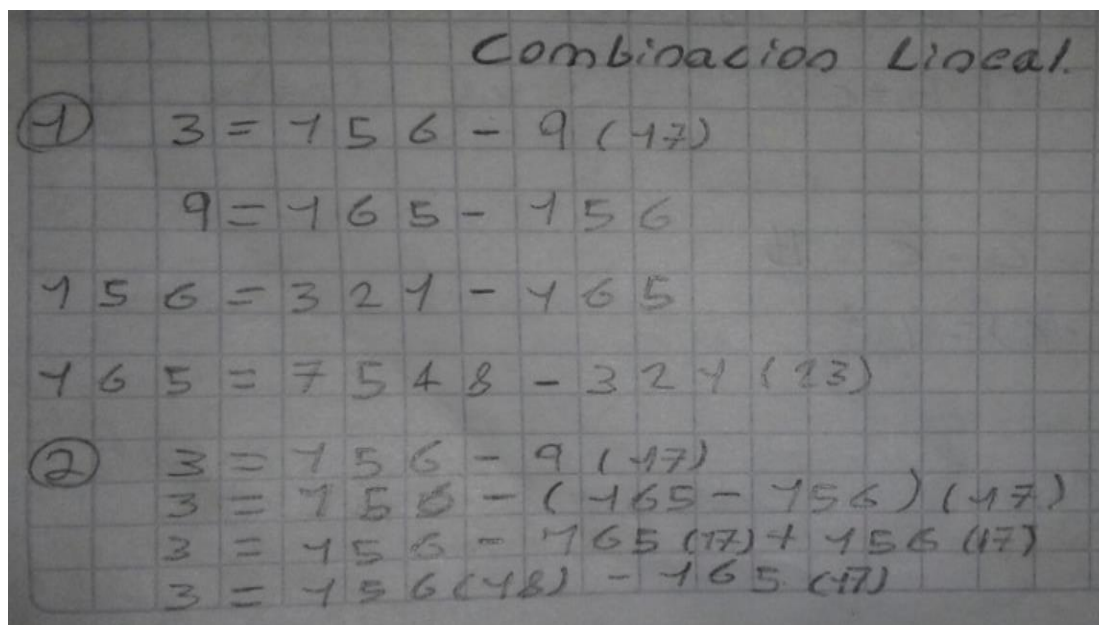 Combinacion Lineal.
① 3 = 156 - 9 (17)
9 = 165 - 156
156 = 321 - 165
165 = 7548 - 321 (23)
② 3 = 156 - 9 (17)
3 = 156 - (165 - 156) (17)
3 = 156 - 165 (17) + 156 (17)
3 = 156 (18) - 165 (17)